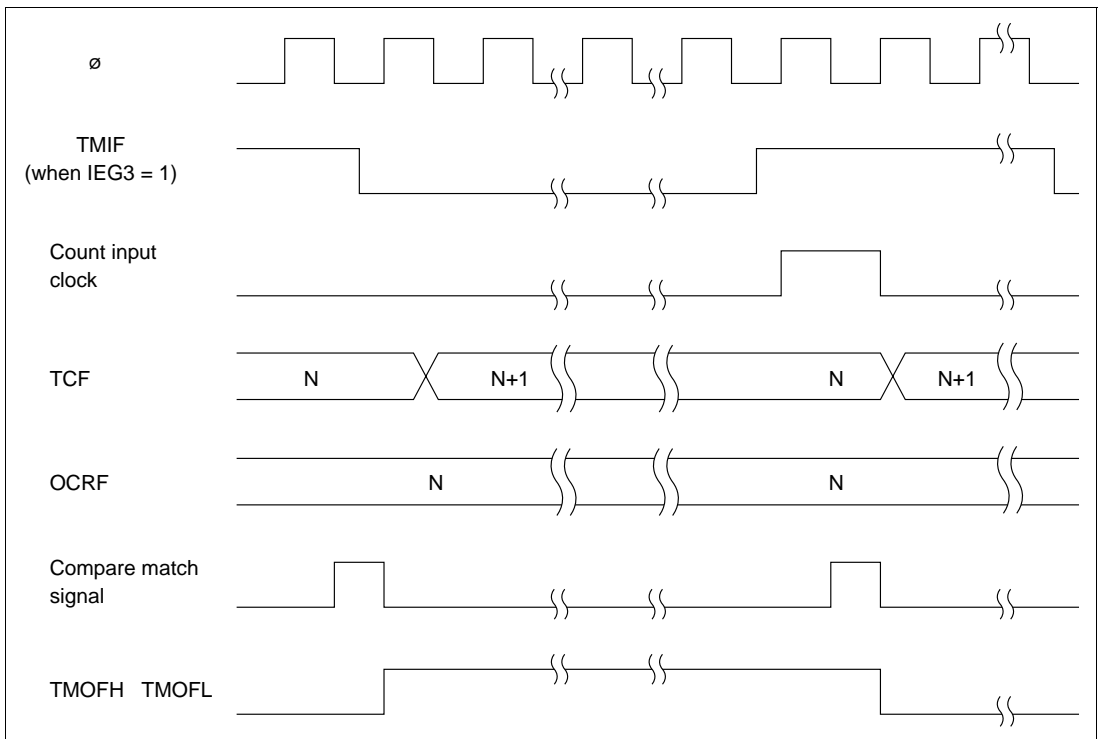 ø
TMIF
(when IEG3 = 1)
Count input
clock
TCF N N+1 N N+1
OCRF N N
Compare match
signal
TMOFH TMOFL